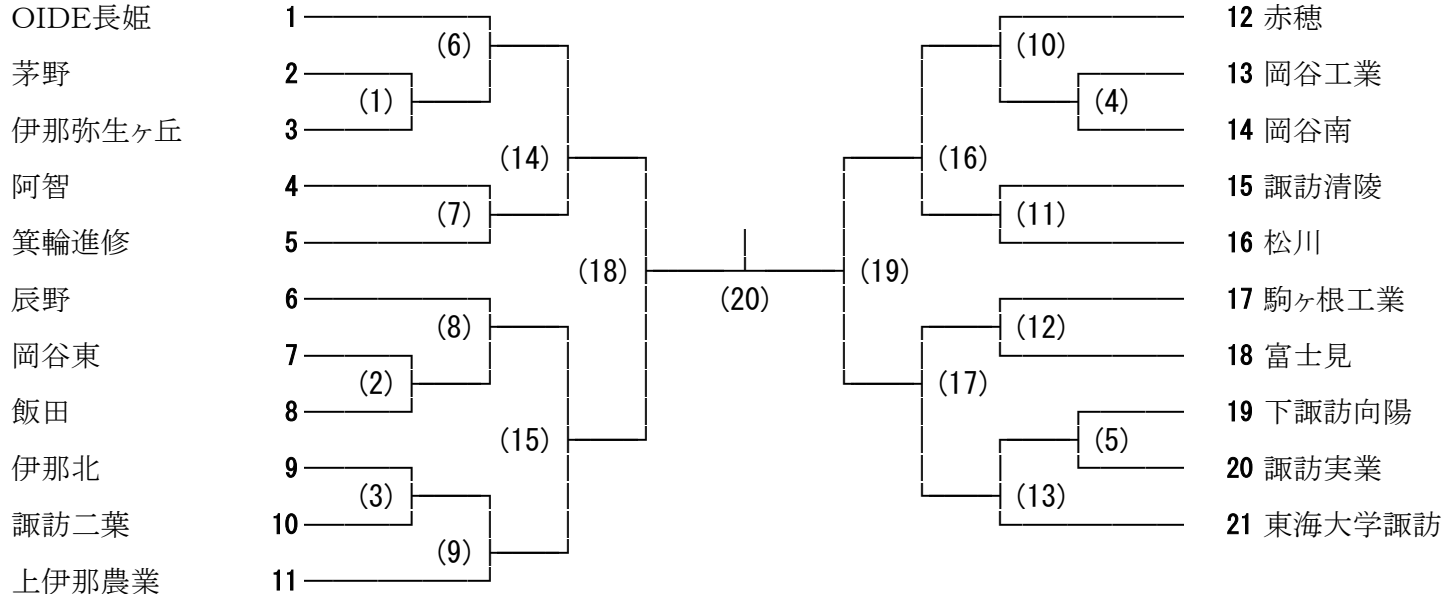 OIDE長姫 1 12 赤穂
(6) (10)
茅野 2 13 岡谷工業
(1) (4)
伊那弥生ヶ丘 3 14 岡谷南
(14) (16)
阿智 4 15 諏訪清陵
(7) (11)
箕輪進修 5 16 松川
(18) (19)
(20)
辰野 6 17 駒ヶ根工業
(8) (12)
岡谷東 7 18 富士見
(2) (17)
飯田 8 19 下諏訪向陽
(15) (5)
伊那北 9 20 諏訪実業
(3) (13)
諏訪二葉 10 21 東海大学諏訪
(9)
上伊那農業 11